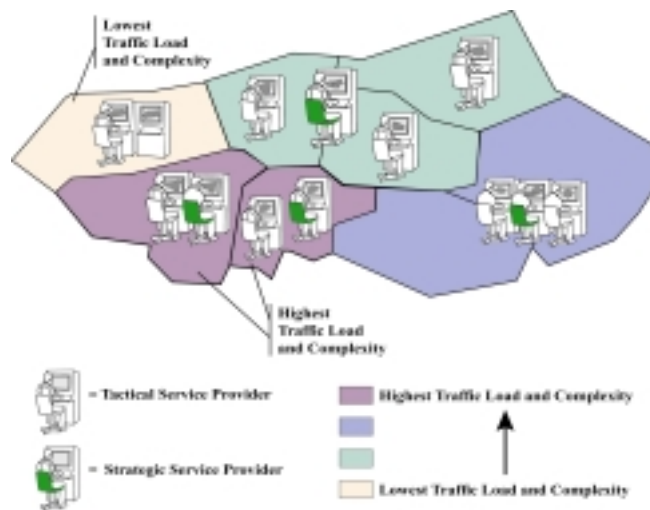 Lowest
Traffic Load
and Complexity
Highest
Traffic Load
and Complexity
= Tactical Service Provider
Highest Traffic Load and Complexity
= Strategic Service Provider
Lowest Traffic Load and Complexity